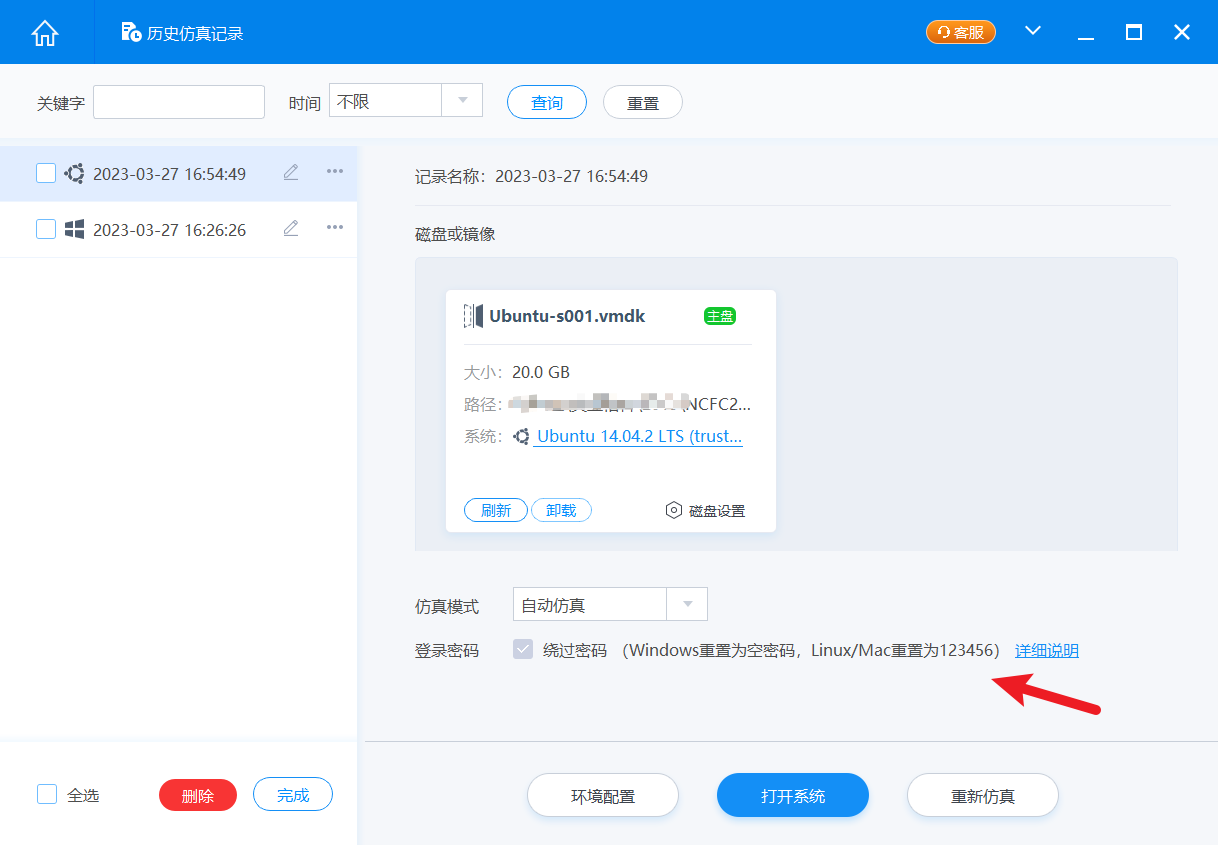 历史仿真记录
客服
关键字
时间 不限
查询
重置
2023-03-27 16:54:49
2023-03-27 16:26:26
记录名称：2023-03-27 16:54:49
磁盘或镜像
Ubuntu-s001.vmdk
主盘
大小：20.0 GB
路径：\NCFC2...
系统：Ubuntu 14.04.2 LTS (trust...
刷新
卸载
磁盘设置
仿真模式 自动仿真
登录密码 绕过密码 （Windows重置为空密码，Linux/Mac重置为123456） 详细说明
全选
删除
完成
环境配置
打开系统
重新仿真